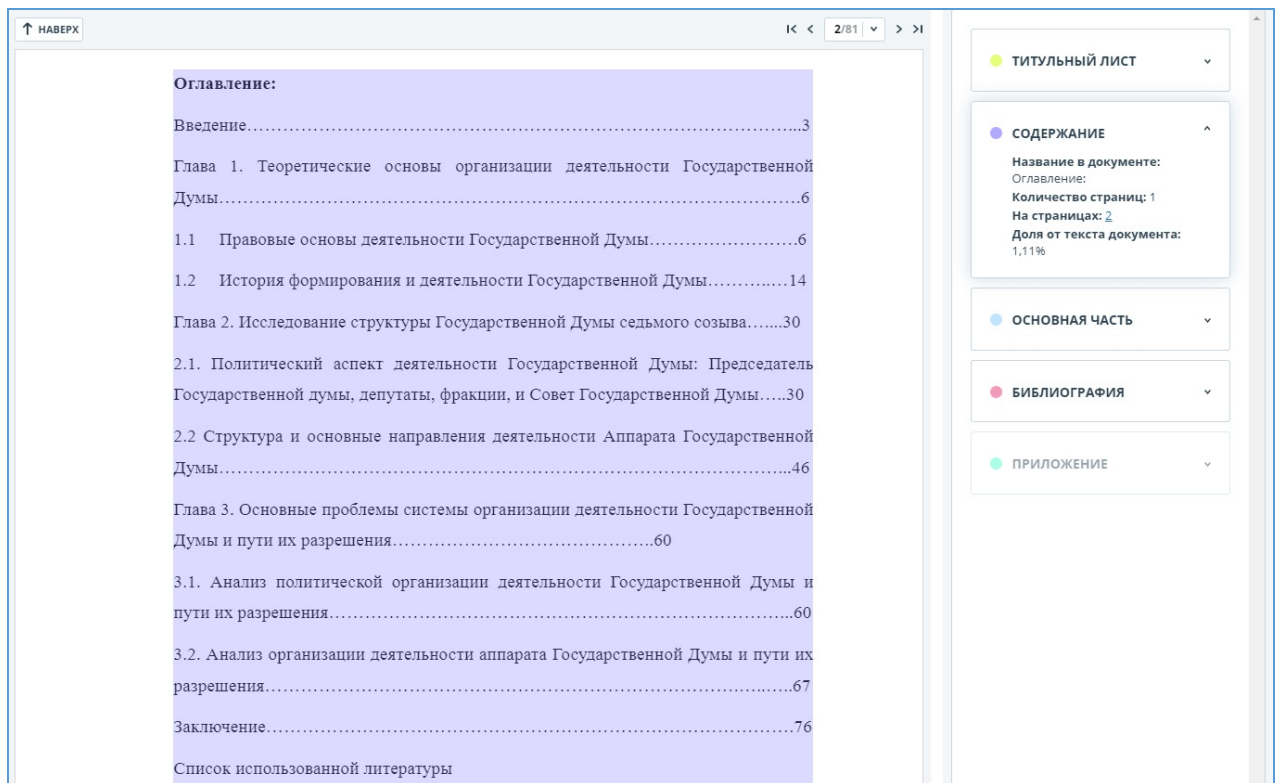 ↑ НАВЕРХ
2/81
Оглавление:
Введение………………………………………………………………………………...3
Глава 1. Теоретические основы организации деятельности Государственной
Думы…………………………………………………………………………………….6
1.1 Правовые основы деятельности Государственной Думы…………………….6
1.2 История формирования и деятельности Государственной Думы………..…14
Глава 2. Исследование структуры Государственной Думы седьмого созыва…....30
2.1. Политический аспект деятельности Государственной Думы: Председатель
Государственной думы, депутаты, фракции, и Совет Государственной Думы…..30
2.2 Структура и основные направления деятельности Аппарата Государственной
Думы…………………………………………………………………………………...46
Глава 3. Основные проблемы системы организации деятельности Государственной
Думы и пути их разрешения…………………………………….60
3.1. Анализ политической организации деятельности Государственной Думы и
пути их разрешения…………………………………………………………………...60
3.2. Анализ организации деятельности аппарата Государственной Думы и пути их
разрешения…………………………………………………………………….…..…..67
Заключение…………………………………………………………………………….76
Список использованной литературы
ТИТУЛЬНЫЙ ЛИСТ
СОДЕРЖАНИЕ
Название в документе:
Оглавление:
Количество страниц: 1
На страницах: 2
Доля от текста документа:
1,11%
ОСНОВНАЯ ЧАСТЬ
БИБЛИОГРАФИЯ
ПРИЛОЖЕНИЕ